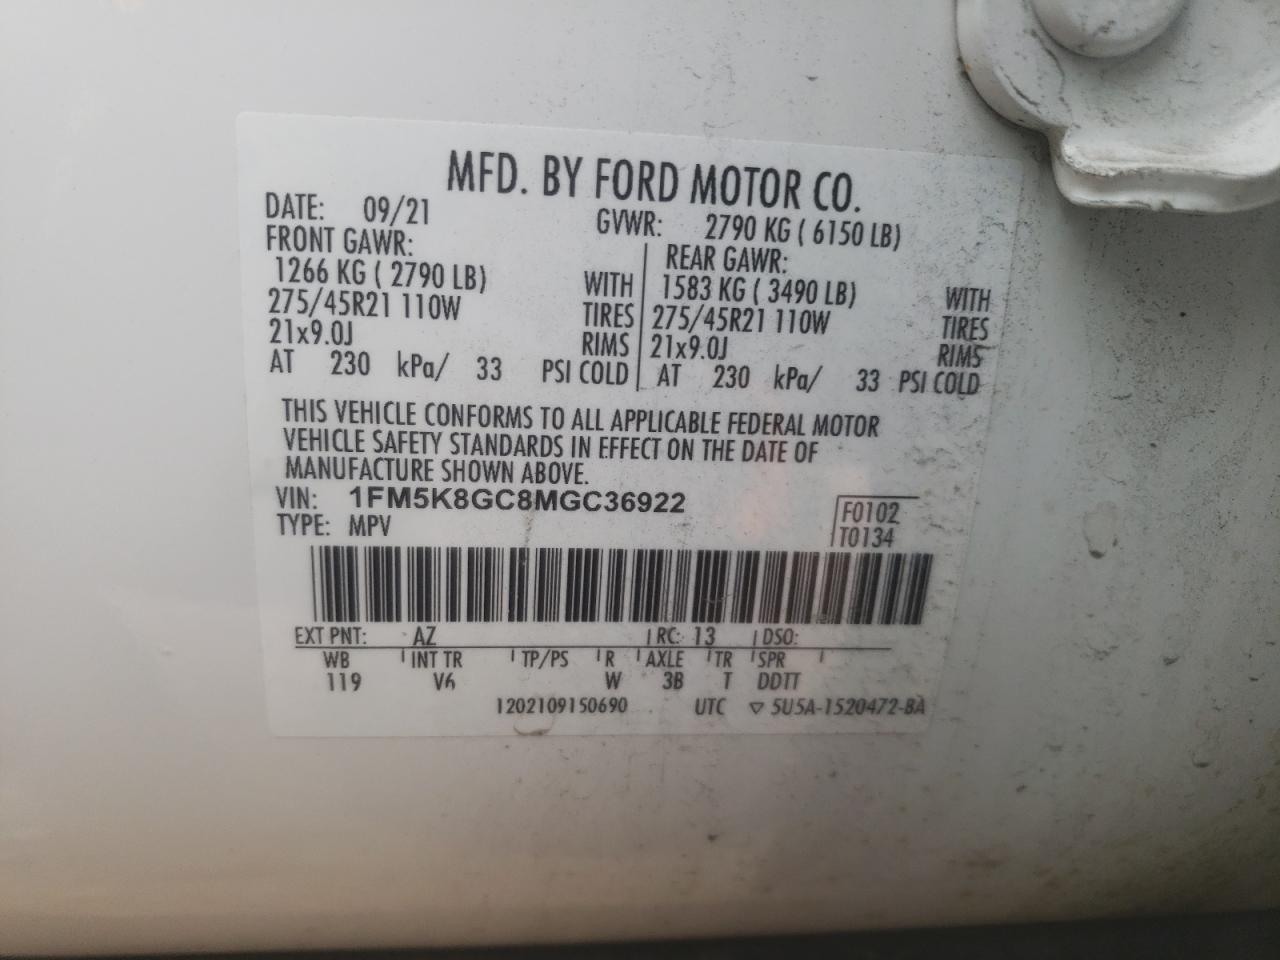 MFD. BY FORD MOTOR CO.
DATE: 09/21 GVWR: 2790 KG ( 6150 LB)
FRONT GAWR: REAR GAWR:
1266 KG ( 2790 LB) WITH 1583 KG ( 3490 LB) WITH
275/45R21 110W TIRES 275/45R21 110W TIRES
21x9.0J RIMS 21x9.0J RIMS
AT 230 kPa/ 33 PSI COLD AT 230 kPa/ 33 PSI COLD
THIS VEHICLE CONFORMS TO ALL APPLICABLE FEDERAL MOTOR
VEHICLE SAFETY STANDARDS IN EFFECT ON THE DATE OF
MANUFACTURE SHOWN ABOVE.
VIN: 1FM5K8GC8MGC36922 F0102
TYPE: MPV T0134
EXT PNT: AZ RC: 13 DSO:
WB INT TR TP/PS R AXLE TR SPR
119 V6 W 3B T DDTT
1202109150690 UTC ▽ 5U5A-1520472-BA